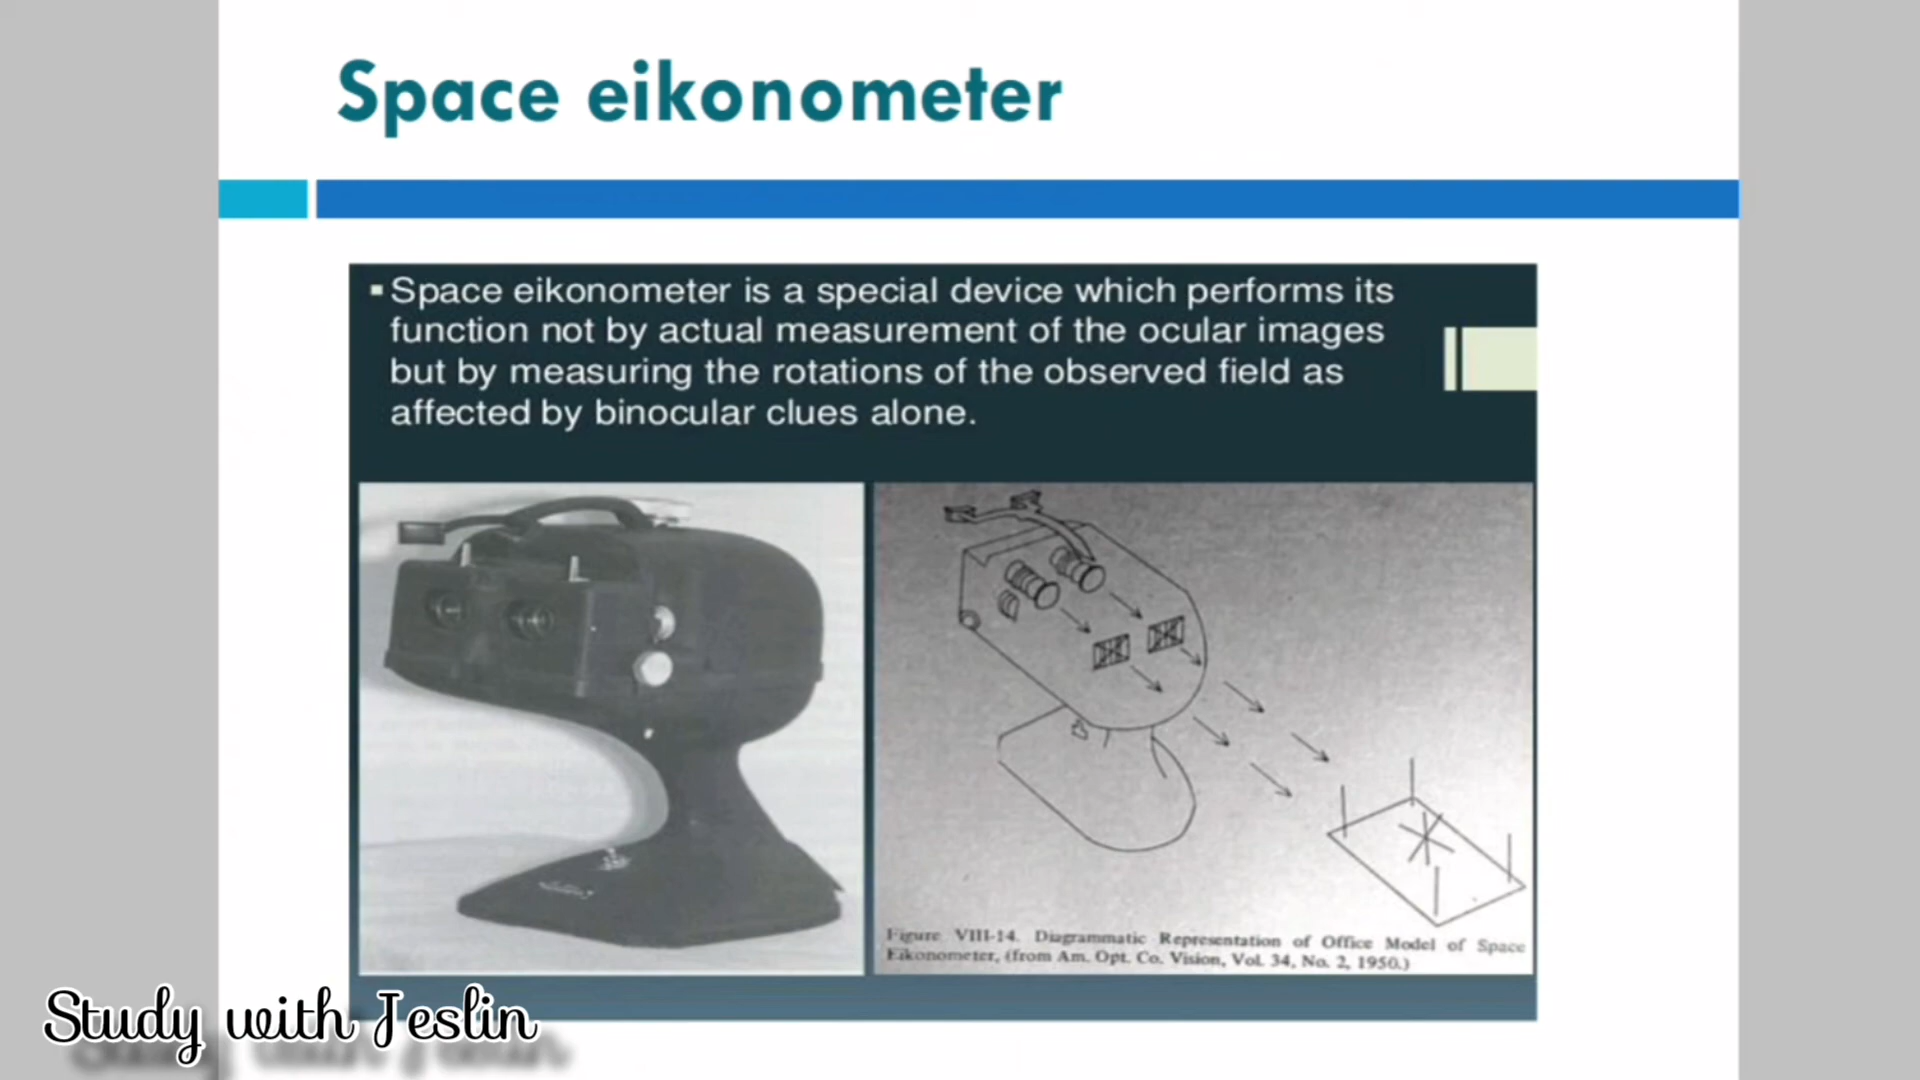 Space eikonometer
▪ Space eikonometer is a special device which performs its
function not by actual measurement of the ocular images
but by measuring the rotations of the observed field as
affected by binocular clues alone.
Figure VIII-14. Diagrammatic Representation of Office Model of Space
Eikonometer, (from Am. Opt. Co. Vision, Vol. 34, No. 2, 1950.)
Study with Jeslin